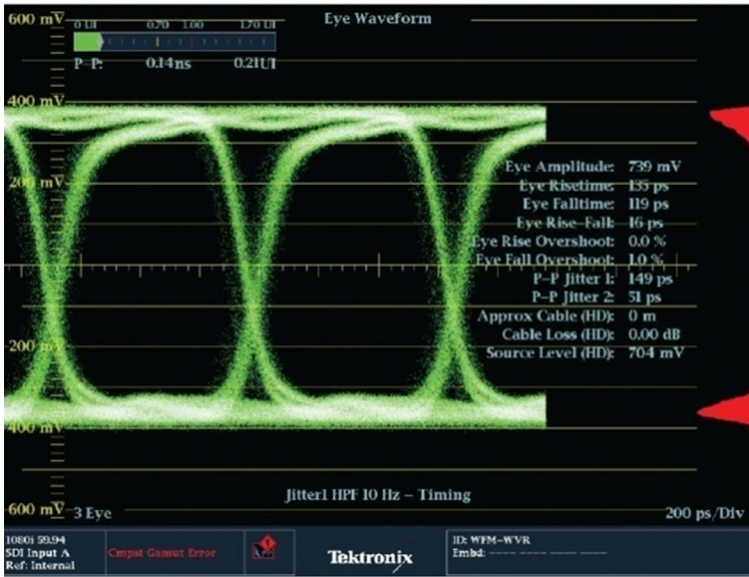 600 mV
Eye Waveform
0 UI 0.70 1.00 1.70 UI
P-P: 0.14ns 0.21UI
400 mV
200 mV
Eye Amplitude: 739 mV
Eye Risetime: 135 ps
Eye Falltime: 119 ps
Eye Rise-Fall: 16 ps
Eye Rise Overshoot: 0.0 %
Eye Fall Overshoot: 1.0 %
P-P Jitter 1: 149 ps
P-P Jitter 2: 51 ps
Approx Cable (HD): 0 m
Cable Loss (HD): 0.00 dB
Source Level (HD): 704 mV
200 mV
400 mV
Jitter1 HPF 10 Hz - Timing
600 mV
3 Eye
200 ps/Div
1080i 59.94
SDI Input A
Ref: Internal
Cmpst Gamut Error
Tektronix
ID: WFM-WVR
Embd: ---- ---- ---- ----